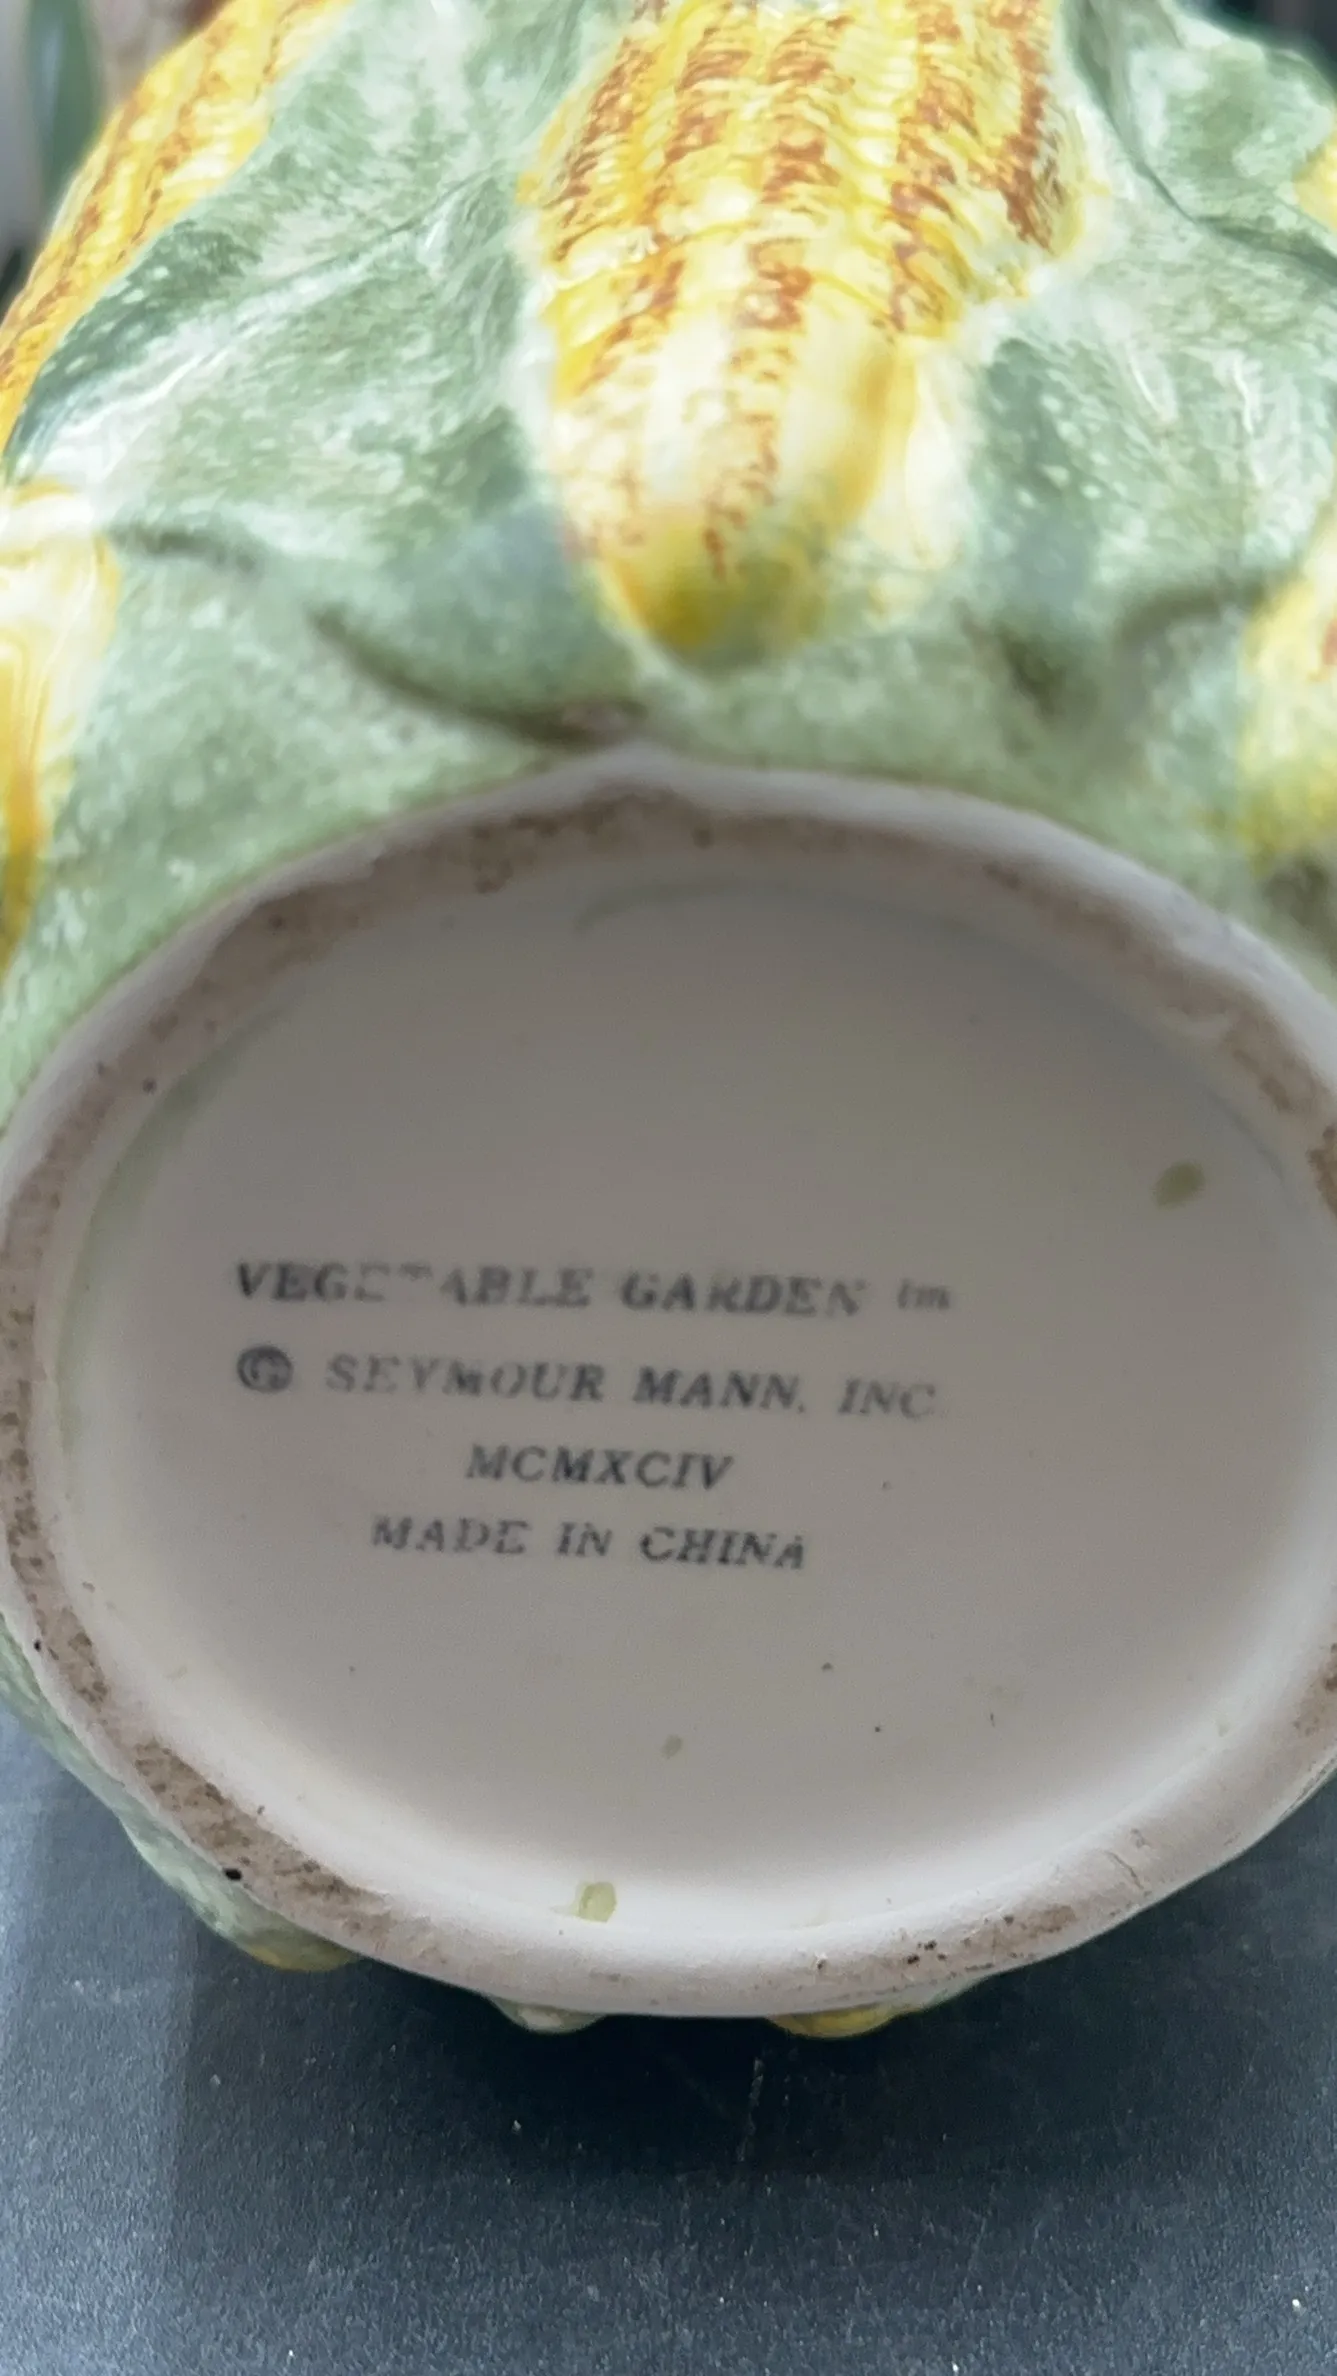 VEGETABLE GARDEN tm
© SEYMOUR MANN, INC.
MCMXCIV
MADE IN CHINA